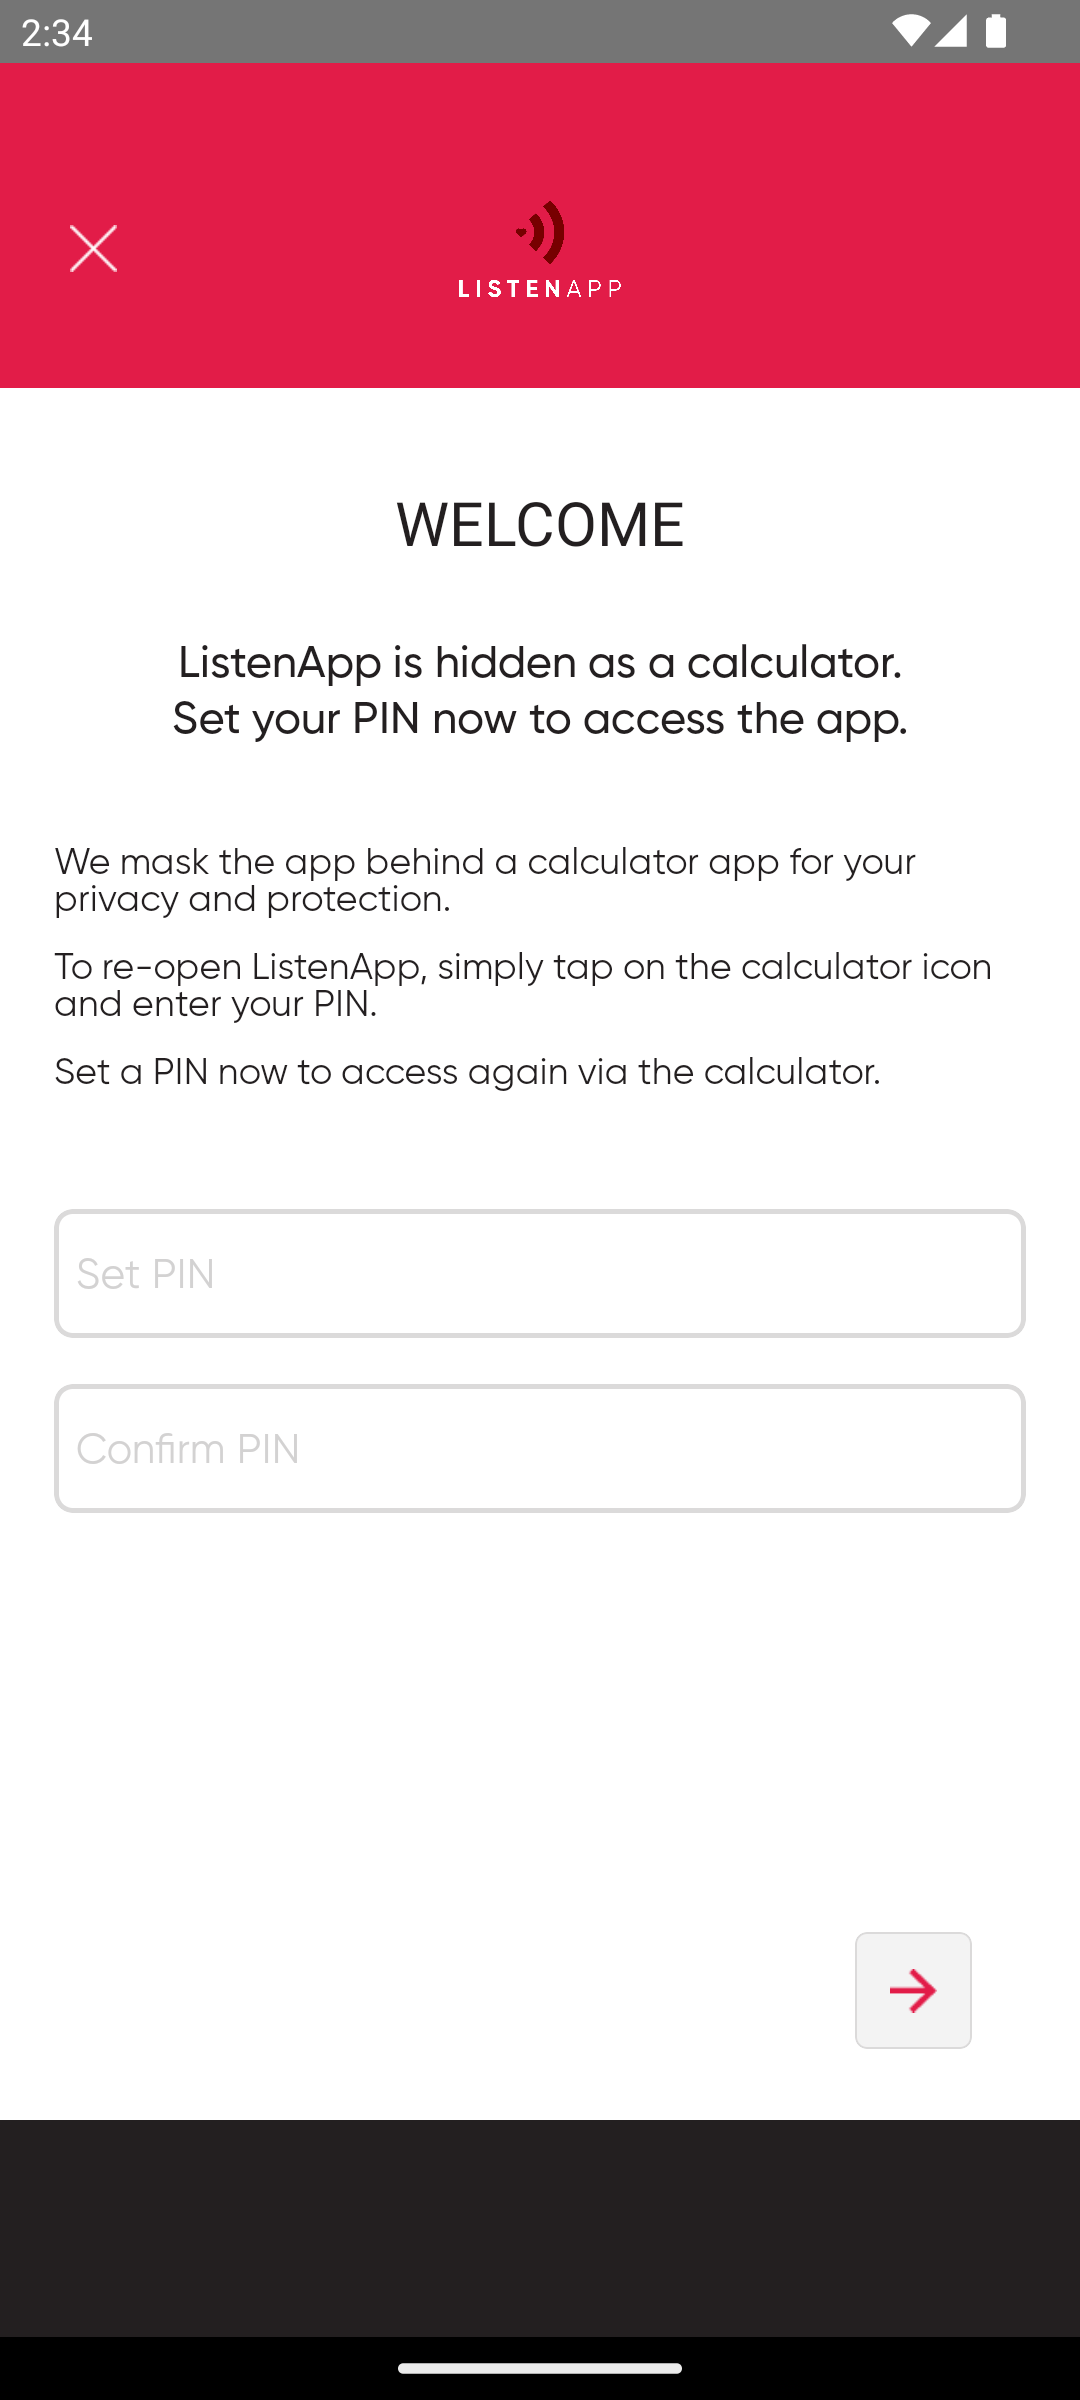 2:34
LISTENAPP
WELCOME
ListenApp is hidden as a calculator.
Set your PIN now to access the app.
We mask the app behind a calculator app for your
privacy and protection.
To re-open ListenApp, simply tap on the calculator icon
and enter your PIN.
Set a PIN now to access again via the calculator.
Set PIN
Confirm PIN